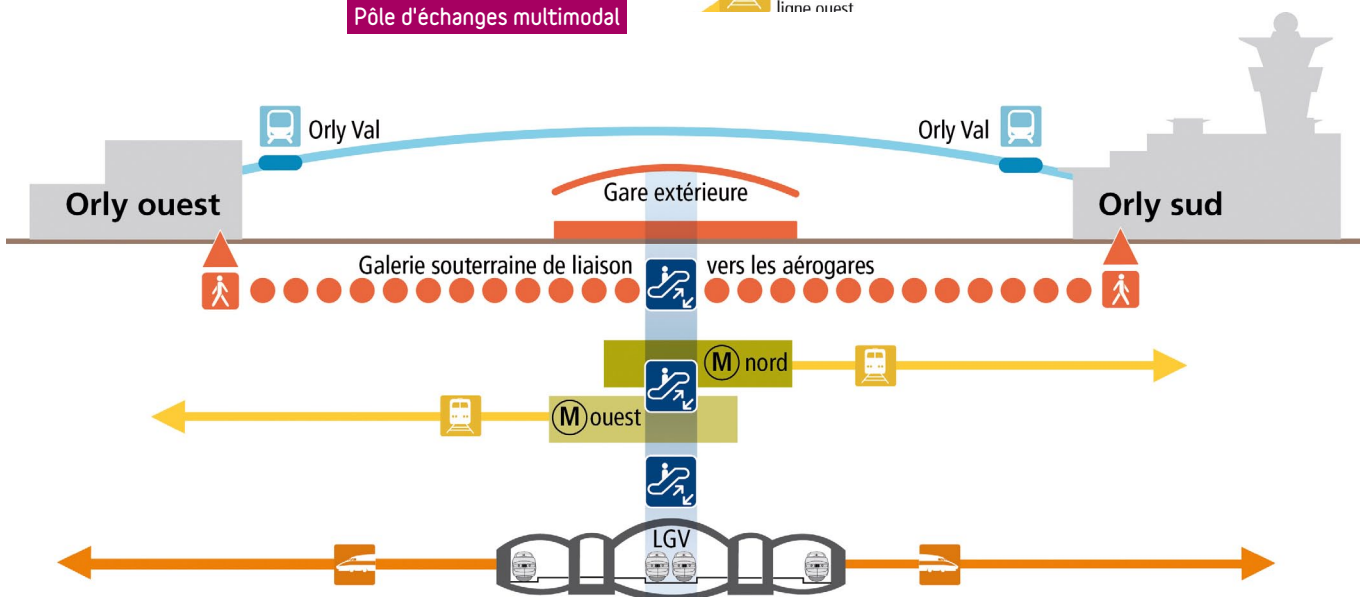 Pôle d'échanges multimodal
ligne ouest
Orly Val
Orly Val
Gare extérieure
Orly ouest
Orly sud
Galerie souterraine de liaison vers les aérogares
M nord
M ouest
LGV